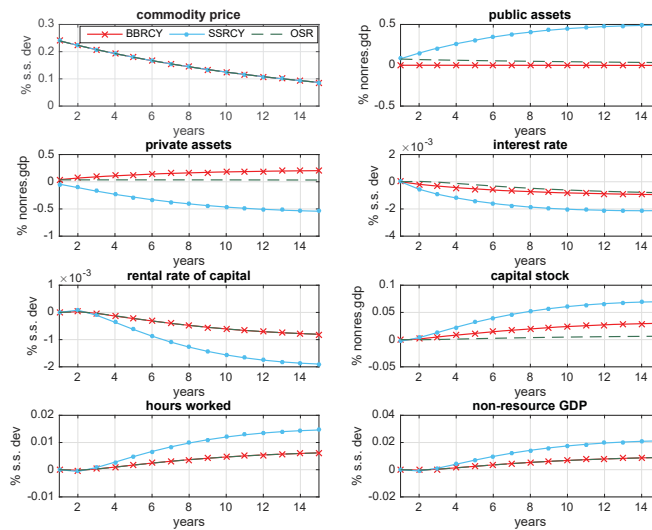 commodity price
BBRCY SSRCY OSR
% s.s. dev
0.3
0.2
0.1
0
2 4 6 8 10 12 14
years
public assets
% nonres.gdp
0.5
0
-0.5
2 4 6 8 10 12 14
years
private assets
% nonres.gdp
0.5
0
-0.5
-1
2 4 6 8 10 12 14
years
interest rate
×10⁻³
% s.s. dev
2
0
-2
-4
2 4 6 8 10 12 14
years
rental rate of capital
×10⁻³
% s.s. dev
1
0
-1
-2
2 4 6 8 10 12 14
years
capital stock
% nonres.gdp
0.1
0.05
0
-0.05
2 4 6 8 10 12 14
years
hours worked
% s.s. dev
0.02
0.01
0
-0.01
2 4 6 8 10 12 14
years
non-resource GDP
% s.s. dev
0.04
0.02
0
-0.02
2 4 6 8 10 12 14
years